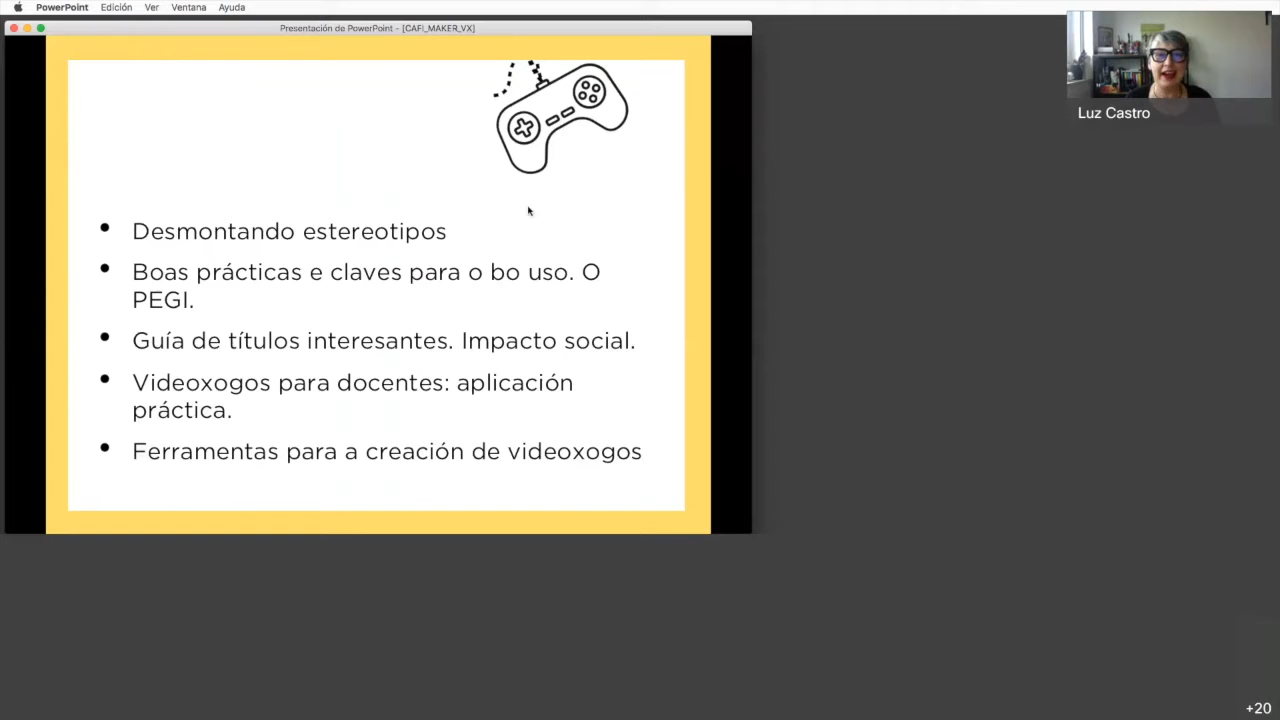 PowerPoint Edición Ver Ventana Ayuda
Presentación de PowerPoint - [CAFI_MAKER_VX]
Luz Castro
• Desmontando estereotipos
• Boas prácticas e claves para o bo uso. O
PEGI.
• Guía de títulos interesantes. Impacto social.
• Videoxogos para docentes: aplicación
práctica.
• Ferramentas para a creación de videoxogos
+20